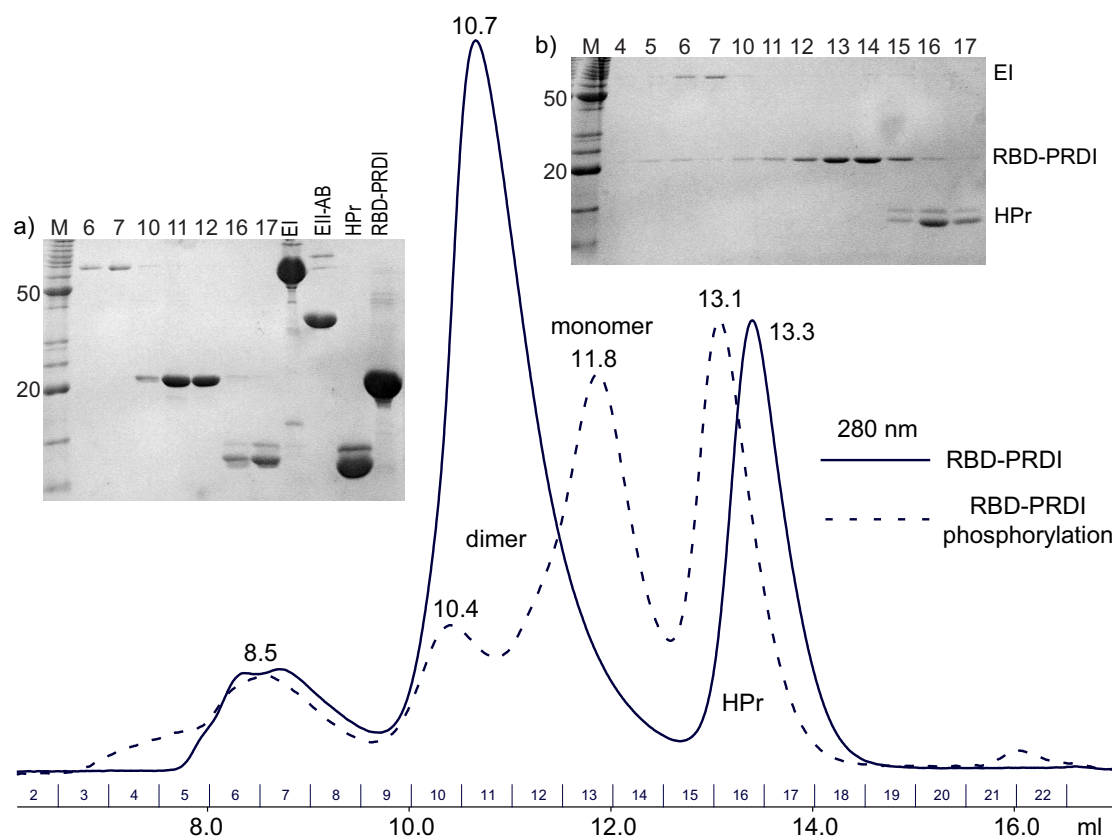 10.7
b) M 4 5 6 7 10 11 12 13 14 15 16 17
EI
50
RBD-PRDI
20
HPr
a) M 6 7 10 11 12 16 17 EI EII-AB HPr RBD-PRDI
50
20
13.1
monomer
13.3
11.8
280 nm
RBD-PRDI
RBD-PRDI
phosphorylation
dimer
10.4
8.5
HPr
2 3 4 5 6 7 8 9 10 11 12 13 14 15 16 17 18 19 20 21 22
8.0 10.0 12.0 14.0 16.0 ml